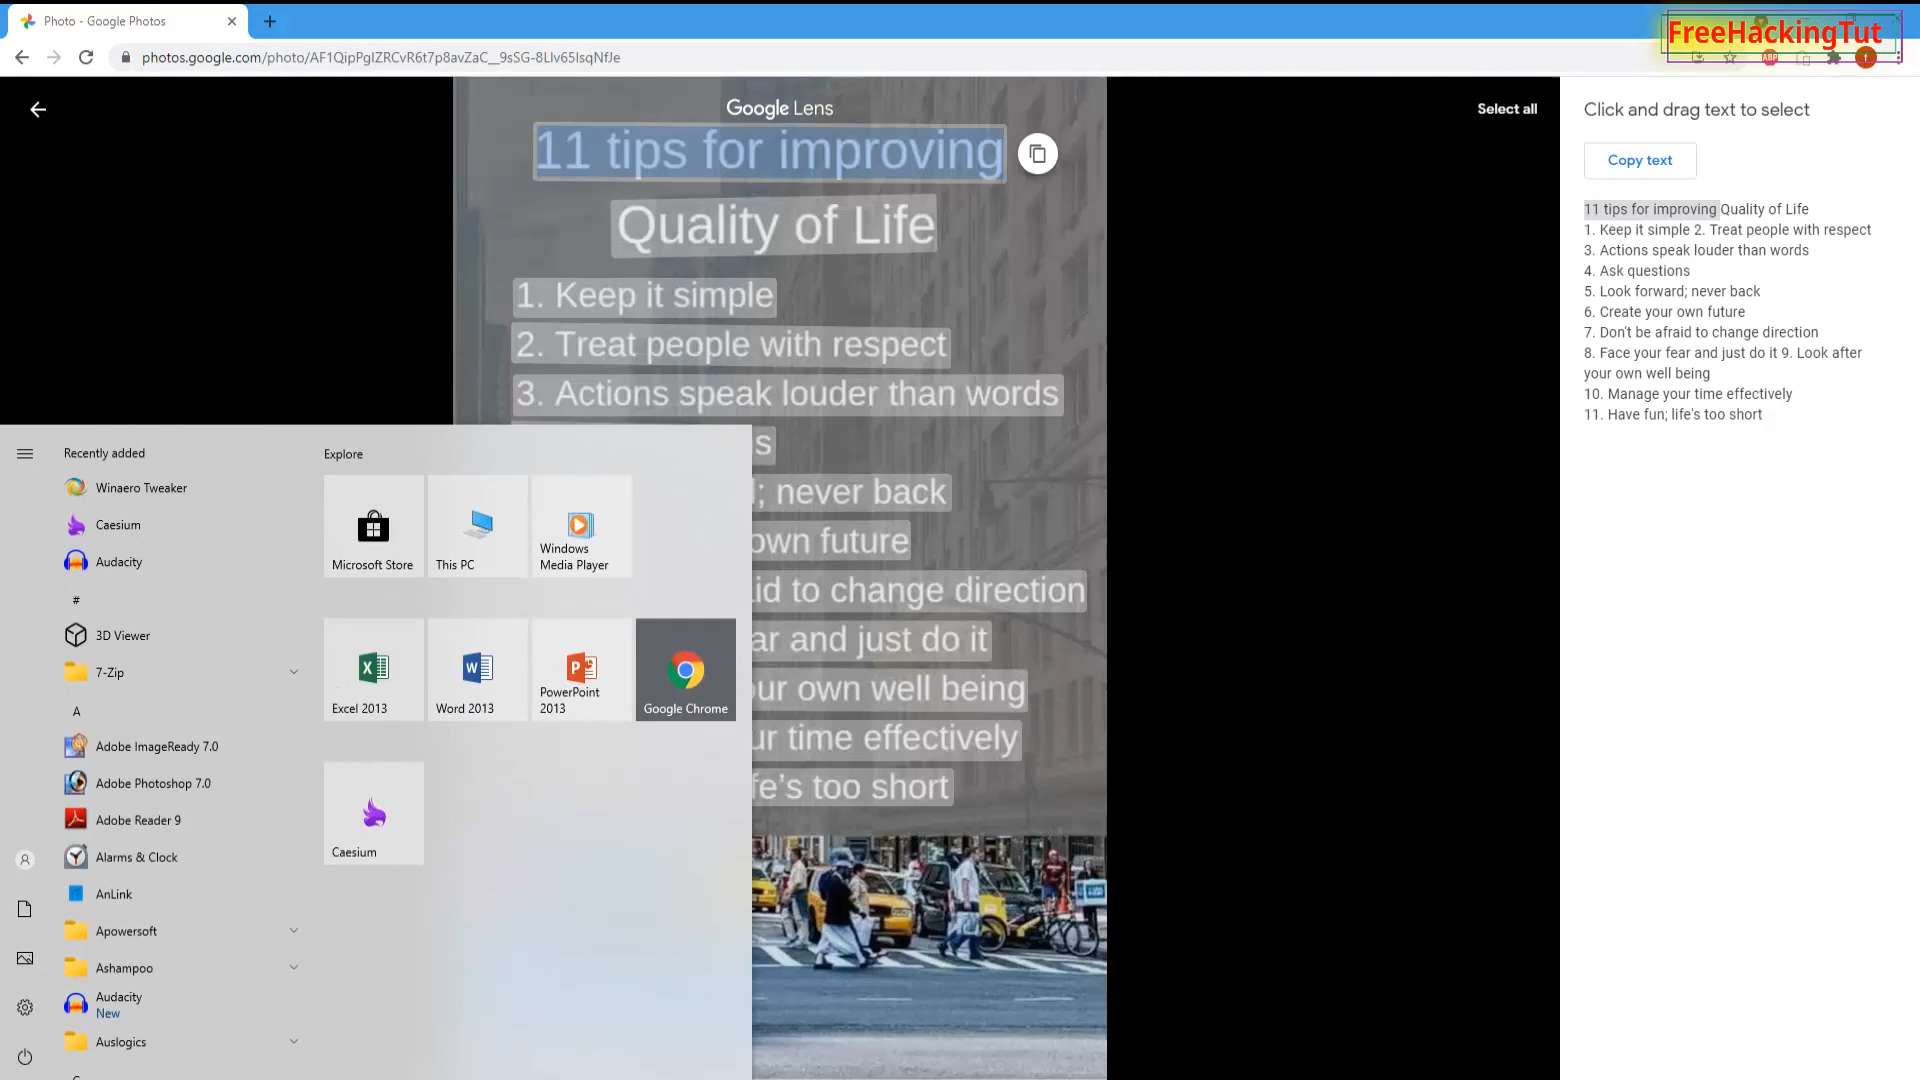 Photo - Google Photos
FreeHackingTut
photos.google.com/photo/AF1QipPglZRCvR6t7p8avZaC__9sSG-8Llv65IsqNfJe
ABP
Google Lens
Select all
11 tips for improving
Quality of Life
1. Keep it simple
2. Treat people with respect
3. Actions speak louder than words
s
; never back
own future
id to change direction
ar and just do it
our own well being
ur time effectively
fe's too short
Click and drag text to select
Copy text
11 tips for improving Quality of Life
1. Keep it simple 2. Treat people with respect
3. Actions speak louder than words
4. Ask questions
5. Look forward; never back
6. Create your own future
7. Don't be afraid to change direction
8. Face your fear and just do it 9. Look after
your own well being
10. Manage your time effectively
11. Have fun; life's too short
Recently added
Winaero Tweaker
Caesium
Audacity
#
3D Viewer
7-Zip
A
Adobe ImageReady 7.0
Adobe Photoshop 7.0
Adobe Reader 9
Alarms & Clock
AnLink
Apowersoft
Ashampoo
Audacity
New
Auslogics
Explore
Microsoft Store
This PC
Windows
Media Player
Excel 2013
Word 2013
PowerPoint
2013
Google Chrome
Caesium